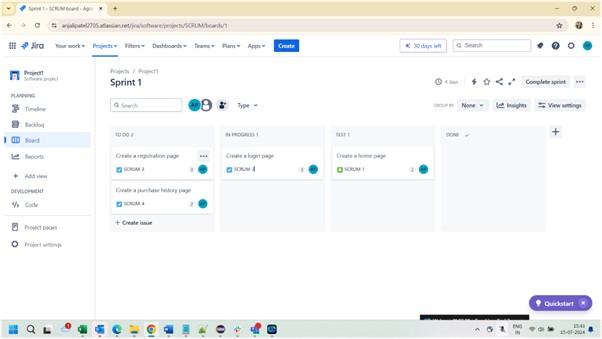 Sprint 1 - SCRUM board - Agil
anjalipatel2705.atlassian.net/jira/software/projects/SCRUM/boards/1
Jira
Your work
Projects
Filters
Dashboards
Teams
Plans
Apps
Create
30 days left
Search
AP
Project1
Software project
PLANNING
Timeline
Backlog
Board
Reports
Add view
DEVELOPMENT
Code
Project pages
Project settings
Projects / Project1
Sprint 1
4 days
Complete sprint
Search
AP
Type
GROUP BY
None
Insights
View settings
TO DO 2
Create a registration page
SCRUM-3
3
AP
Create a purchase history page
SCRUM-4
2
AP
+ Create issue
IN PROGRESS 1
Create a login page
SCRUM-2
3
AP
TEST 1
Create a home page
SCRUM-1
2
AP
DONE
Quickstart
ENG
IN
15:43
15-07-2024